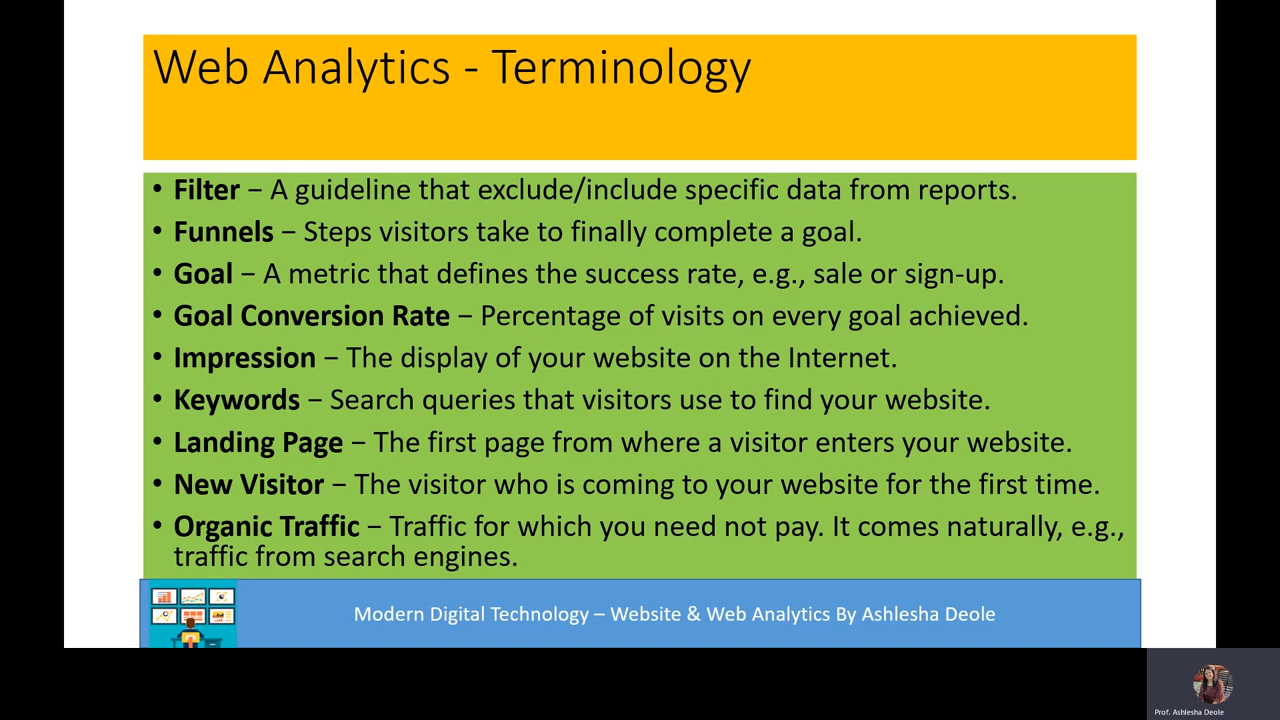 Web Analytics - Terminology
• Filter – A guideline that exclude/include specific data from reports.
• Funnels – Steps visitors take to finally complete a goal.
• Goal – A metric that defines the success rate, e.g., sale or sign-up.
• Goal Conversion Rate – Percentage of visits on every goal achieved.
• Impression – The display of your website on the Internet.
• Keywords – Search queries that visitors use to find your website.
• Landing Page – The first page from where a visitor enters your website.
• New Visitor – The visitor who is coming to your website for the first time.
• Organic Traffic – Traffic for which you need not pay. It comes naturally, e.g.,
traffic from search engines.
Modern Digital Technology – Website & Web Analytics By Ashlesha Deole
Prof. Ashlesha Deole